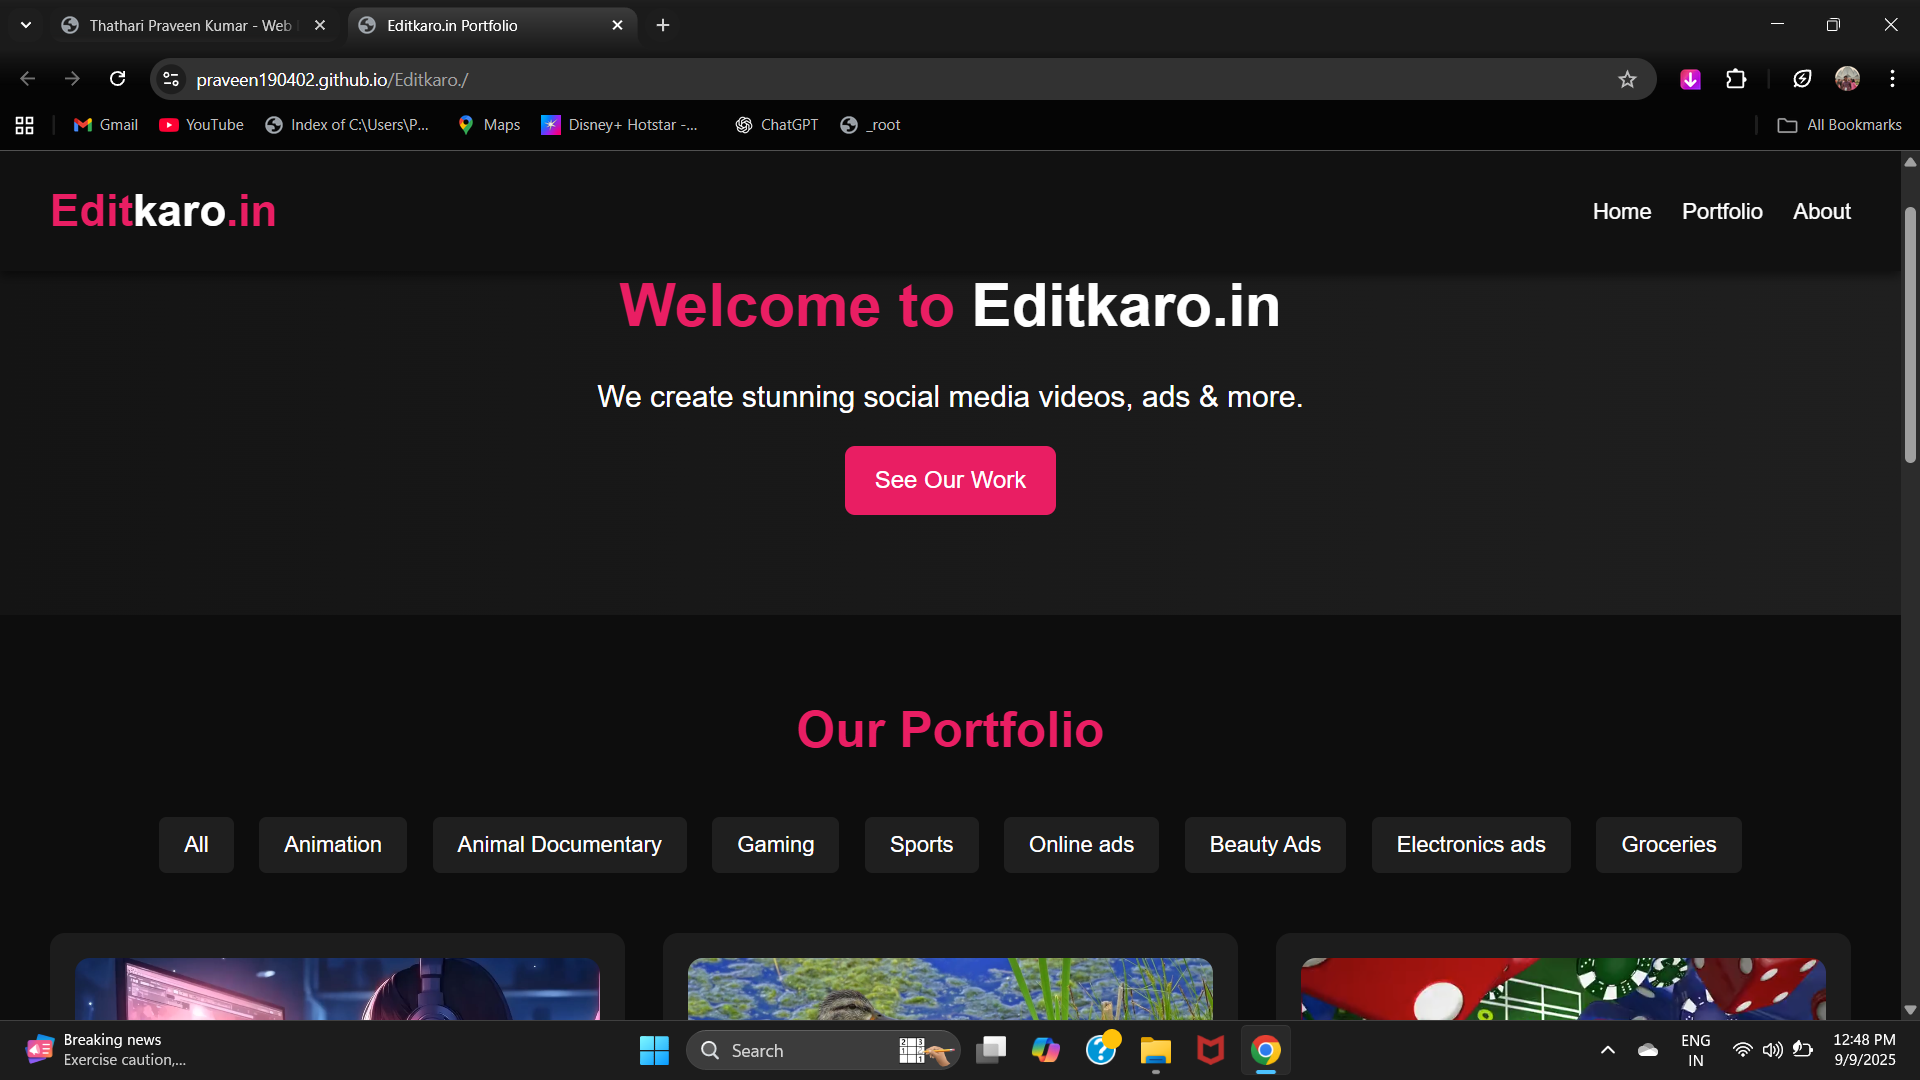 Thathari Praveen Kumar - Web
Editkaro.in Portfolio
praveen190402.github.io/Editkaro./
Gmail
YouTube
Index of C:\Users\P...
Maps
Disney+ Hotstar -...
ChatGPT
_root
All Bookmarks
Editkaro.in
Home
Portfolio
About
Welcome to Editkaro.in
We create stunning social media videos, ads & more.
See Our Work
Our Portfolio
All
Animation
Animal Documentary
Gaming
Sports
Online ads
Beauty Ads
Electronics ads
Groceries
Breaking news
Exercise caution,...
Search
ENG
IN
12:48 PM
9/9/2025